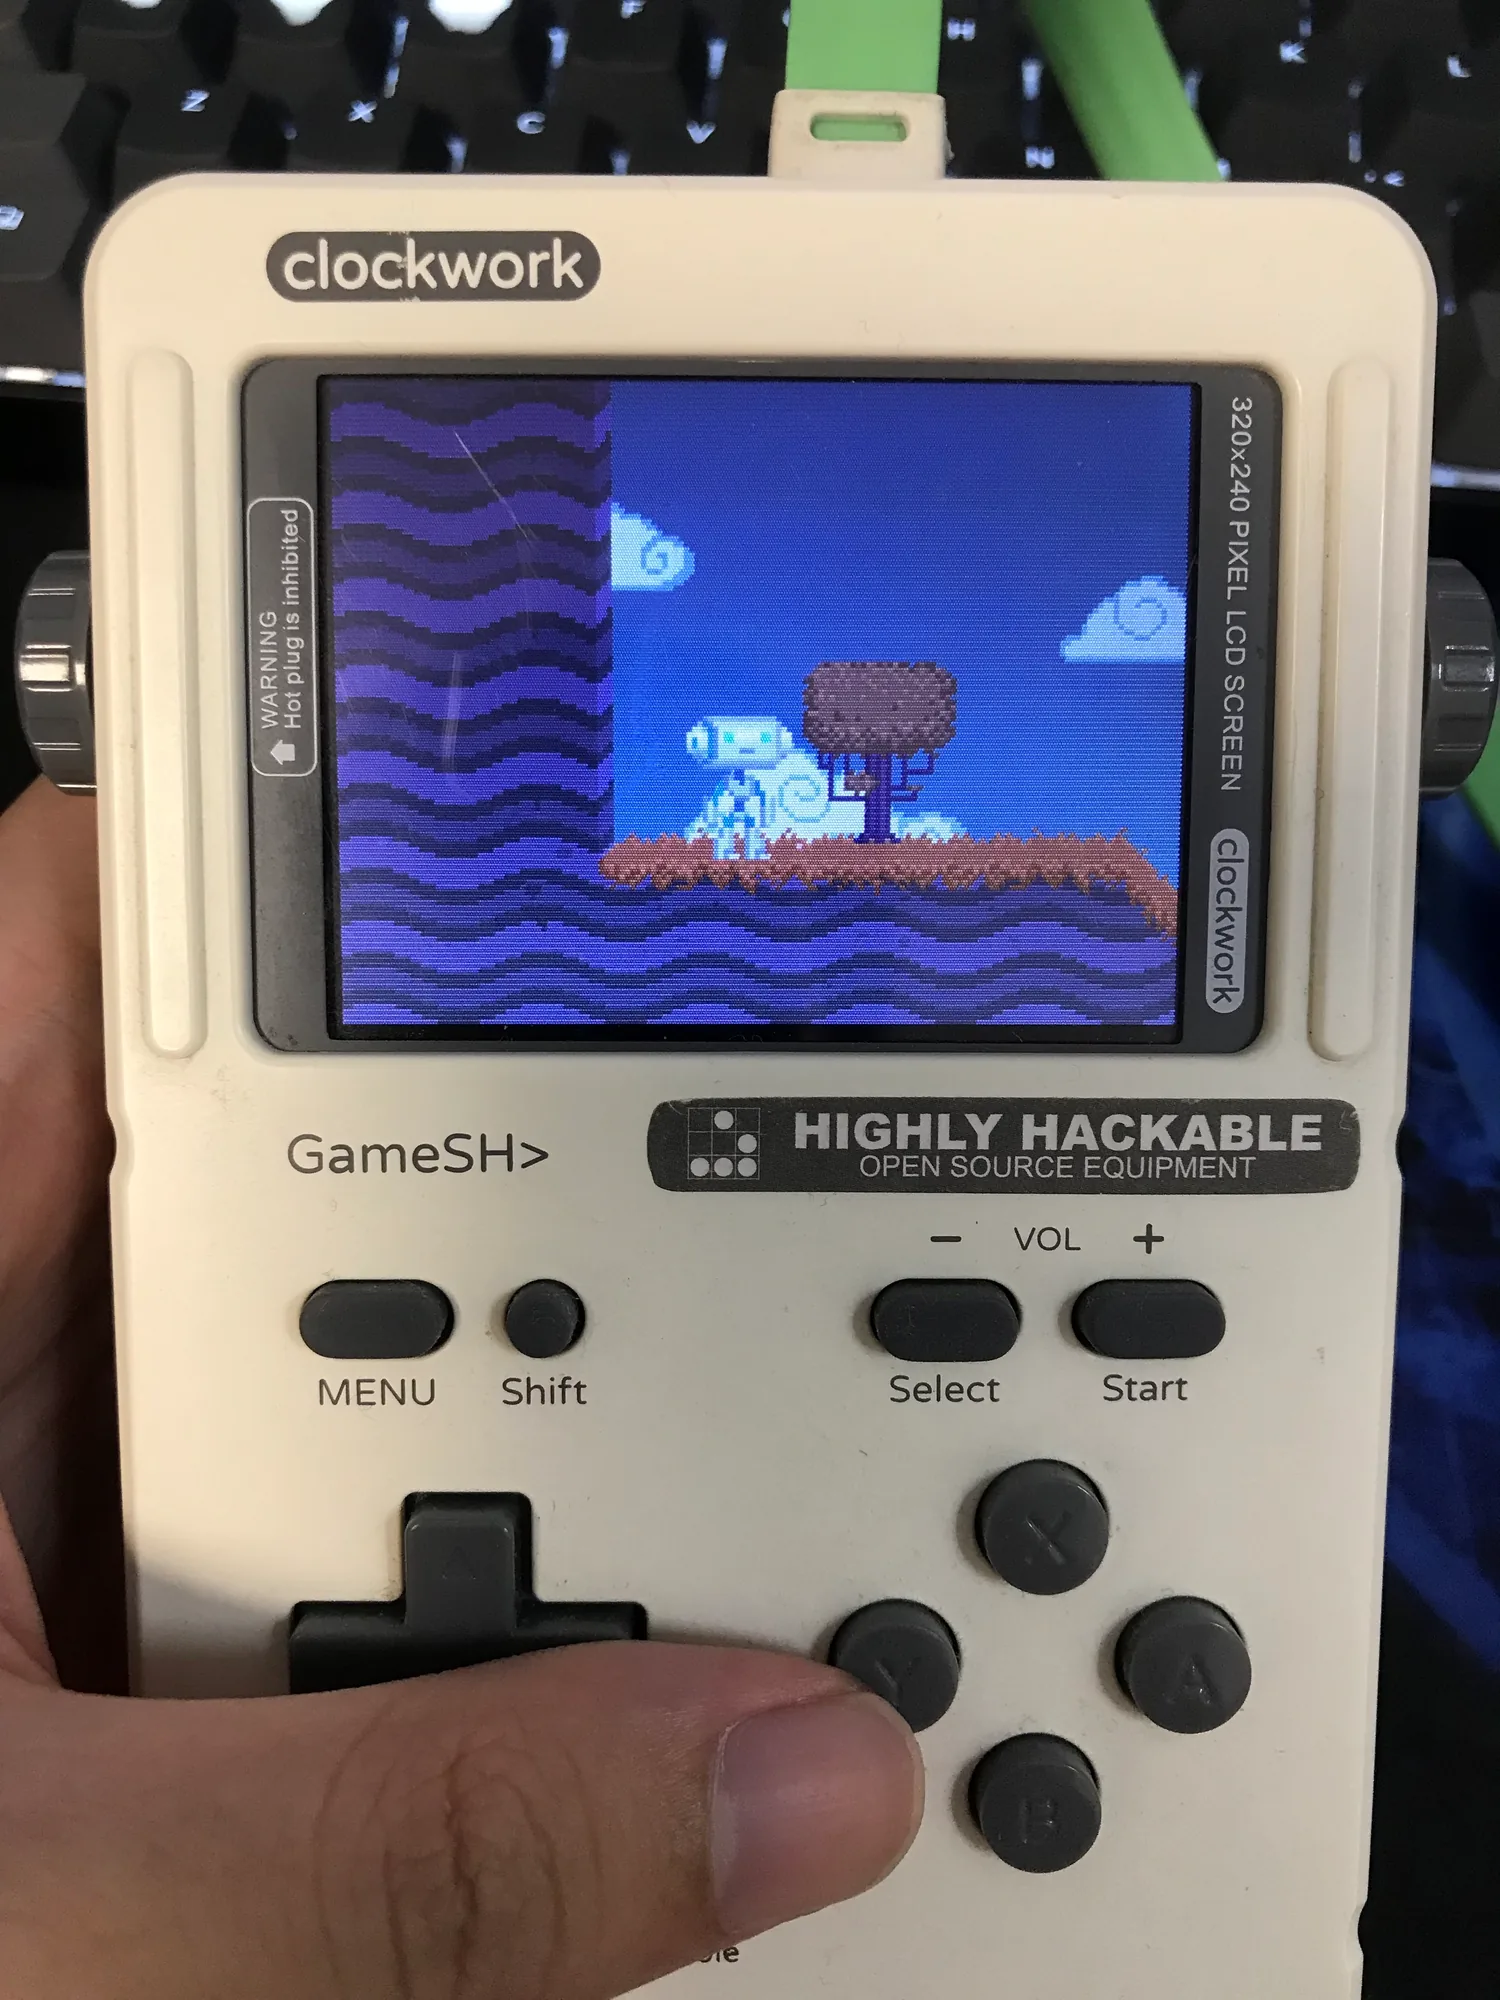 F
H
K
L
Z
X
C
V
N
clockwork
WARNING
Hot plug is inhibited
320x240 PIXEL LCD SCREEN
clockwork
GameSH>
HIGHLY HACKABLE
OPEN SOURCE EQUIPMENT
− VOL +
MENU
Shift
Select
Start
X
Y
A
B